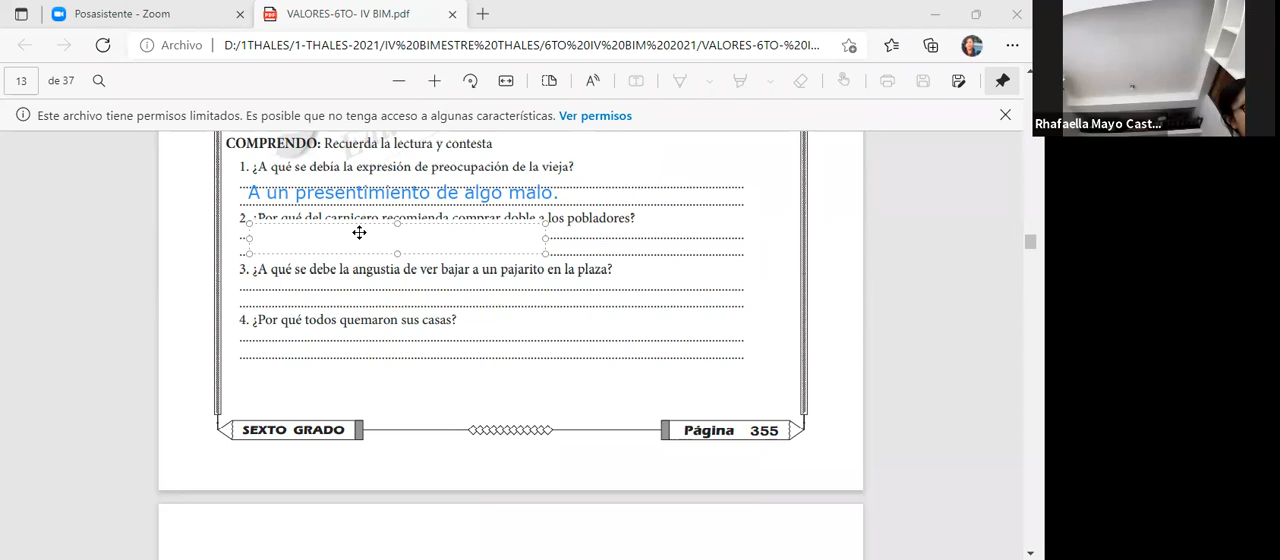 Posasistente - Zoom
VALORES-6TO- IV BIM.pdf
Archivo
D:/1THALES/1-THALES-2021/IV%20BIMESTRE%20THALES/6TO%20IV%20BIM%202021/VALORES-6TO-%20I...
13 de 37
Este archivo tiene permisos limitados. Es posible que no tenga acceso a algunas características. Ver permisos
Rhafaella Mayo Cast...
COMPRENDO: Recuerda la lectura y contesta
1. ¿A qué se debía la expresión de preocupación de la vieja?
A un presentimiento de algo malo.
2. ¿Por qué del carnicero recomienda comprar doble a los pobladores?
3. ¿A qué se debe la angustia de ver bajar a un pajarito en la plaza?
4. ¿Por qué todos quemaron sus casas?
SEXTO GRADO
Página 355